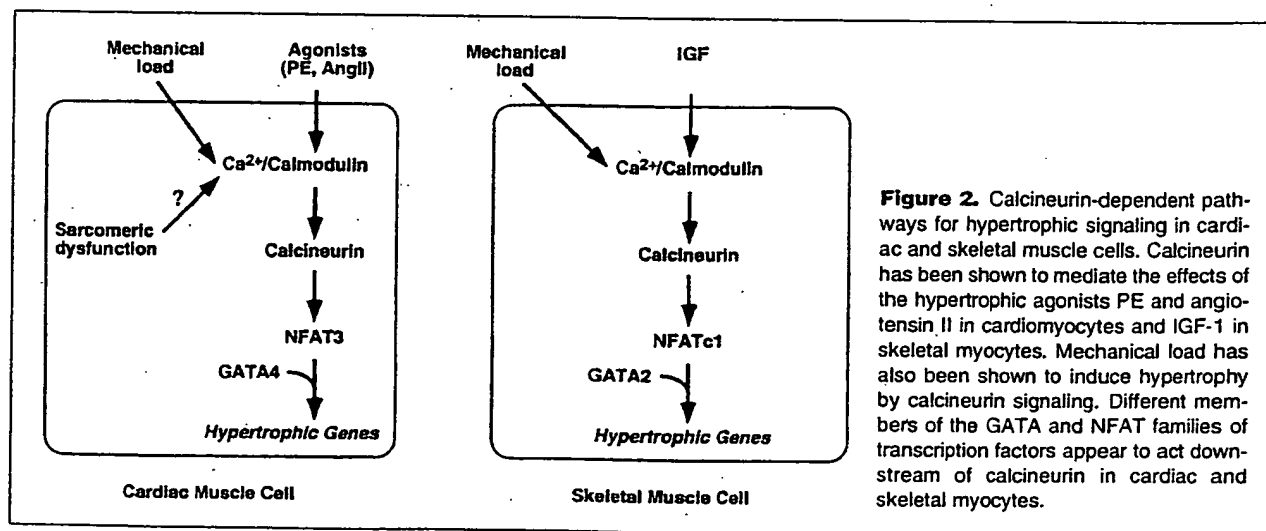 Mechanical
load
Agonists
(PE, AngII)
Ca2+/Calmodulin
?
Sarcomeric
dysfunction
Calcineurin
NFAT3
GATA4
Hypertrophic Genes
Cardiac Muscle Cell
Mechanical
load
IGF
Ca2+/Calmodulin
Calcineurin
NFATc1
GATA2
Hypertrophic Genes
Skeletal Muscle Cell
Figure 2. Calcineurin-dependent path-
ways for hypertrophic signaling in cardi-
ac and skeletal muscle cells. Calcineurin
has been shown to mediate the effects of
the hypertrophic agonists PE and angio-
tensin II in cardiomyocytes and IGF-1 in
skeletal myocytes. Mechanical load has
also been shown to induce hypertrophy
by calcineurin signaling. Different mem-
bers of the GATA and NFAT families of
transcription factors appear to act down-
stream of calcineurin in cardiac and
skeletal myocytes.